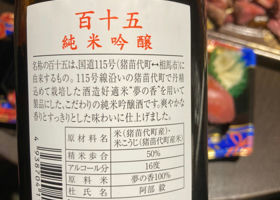 百十五
純米吟醸
名称の百十五は、国道115号(猪苗代町↔相馬市)に
由来するもの。115号線沿いの猪苗代町で丹精
込めて栽培した酒造好適米"夢の香"を用いて
製品にした、こだわりの純米吟醸酒です。爽やかな
香りとすっきりとした味わいに仕上げました。
原材料名 米(猪苗代町産)・
米こうじ(猪苗代町産米)
精米歩合 50%
アルコール分 16度
原料米 夢の香100%
杜氏名 阿部 毅